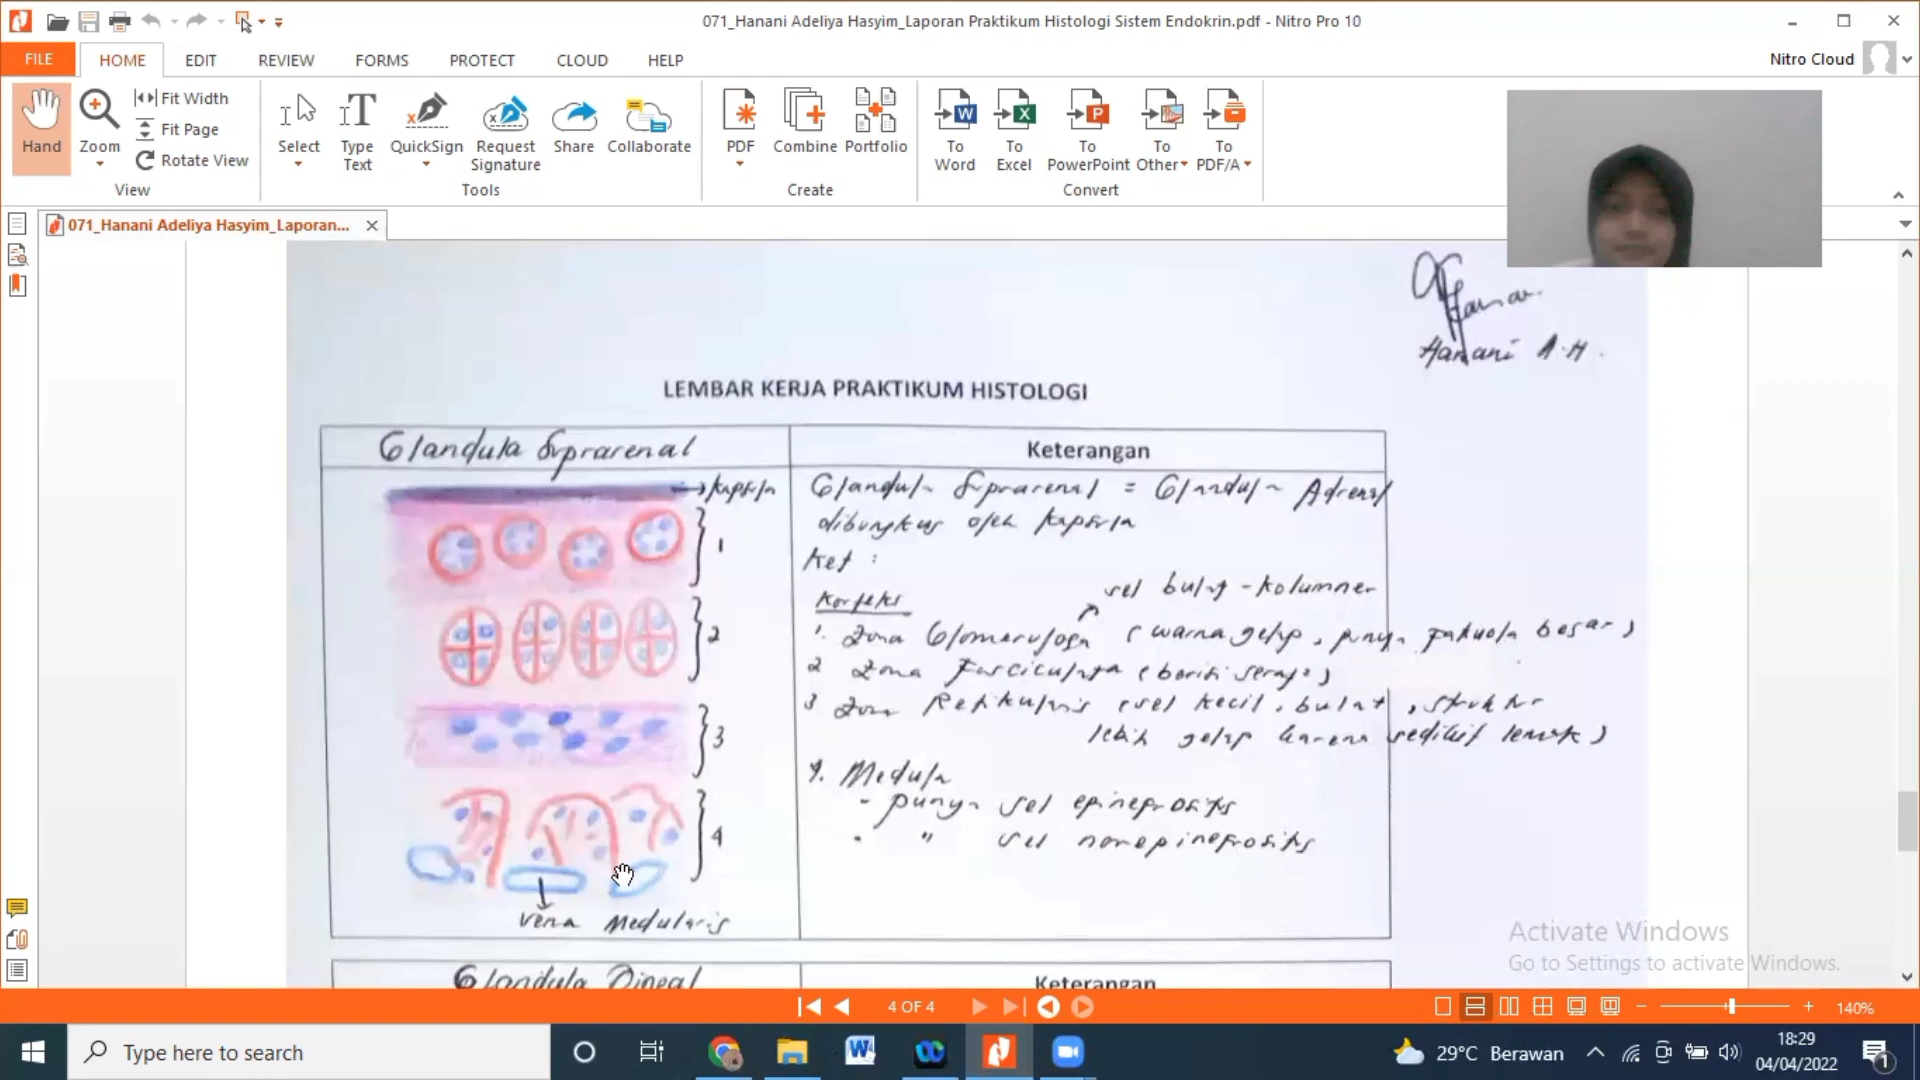 071_Hanani Adeliya Hasyim_Laporan Praktikum Histologi Sistem Endokrin.pdf - Nitro Pro 10
FILE HOME EDIT REVIEW FORMS PROTECT CLOUD HELP Nitro Cloud
Hand Zoom Fit Width Fit Page Rotate View
Select Type Text QuickSign Request Signature Share Collaborate
PDF Combine Portfolio
To Word To Excel To PowerPoint To Other To PDF/A
View Tools Create Convert
071_Hanani Adeliya Hasyim_Laporan...
Hanani A.H.
LEMBAR KERJA PRAKTIKUM HISTOLOGI
Glandula Suprarenal
Keterangan
→ Kapsula
1
2
3
4
Vena Medularis
Glandula Suprarenal = Glandula Adrenal
dibungkus oleh kapsula
Ket :
Korteks
sel bulat - kolumner
1. Zona Glomerulosa (warna gelap, punya vakuola besar)
2 Zona Fasciculata (
3 Zona Retikularis (sel kecil, bulat, struktur
lebih gelap karena sedikit lemak)
4. Medula
- punya sel epinefrosits
- " sel norepinefrosits
Glandula Pineal
Keterangan
Activate Windows
Go to Settings to activate Windows.
4 OF 4
140%
Type here to search
29°C Berawan
18:29
04/04/2022
1